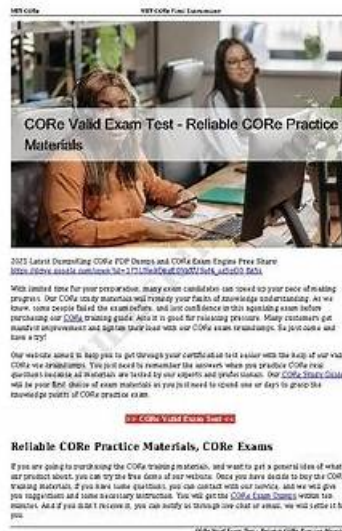 HBX CORe HBX CORe Final Examination
CORe Valid Exam Test - Reliable CORe Practice
Materials
2025 Latest DumpsKing CORe PDF Dumps and CORe Exam Engine Free Share:
With limited time for your preparation, many exam candidates can speed up your pace of making
progress. Our CORe study materials will remedy your faults of knowledge understanding. As we
know, some people failed the exam before, and lost confidence in this agonizing exam before
purchasing our CORe training guide. Also it is good for releasing pressure. Many customers get
manifest improvement and lighten their load with our CORe exam braindumps. So just come and
have a try!
Our website aimed to help you to get through your certification test easier with the help of our valid
CORe vce braindumps. You just need to remember the answers when you practice CORe real
questions because all materials are tested by our experts and professionals. Our CORe Study Guide
will be your first choice of exam materials as you just need to spend one or days to grasp the
knowledge points of CORe practice exam.
>> CORe Valid Exam Test <<
Reliable CORe Practice Materials, CORe Exams
If you are going to purchasing the CORe training materials, and want to get a general idea of what
our product about, you can try the free demo of our website. Once you have decide to buy the CORe
training materials, if you have some questions, you can contact with our service, and we will give
you suggestions and some necessary instruction. You will get the CORe Exam Dumps within ten
minutes. And if you didn't receive it, you can notify us through live chat or email, we will settle it for
you.
CORe Valid Exam Test - Reliable CORe Practice Materials